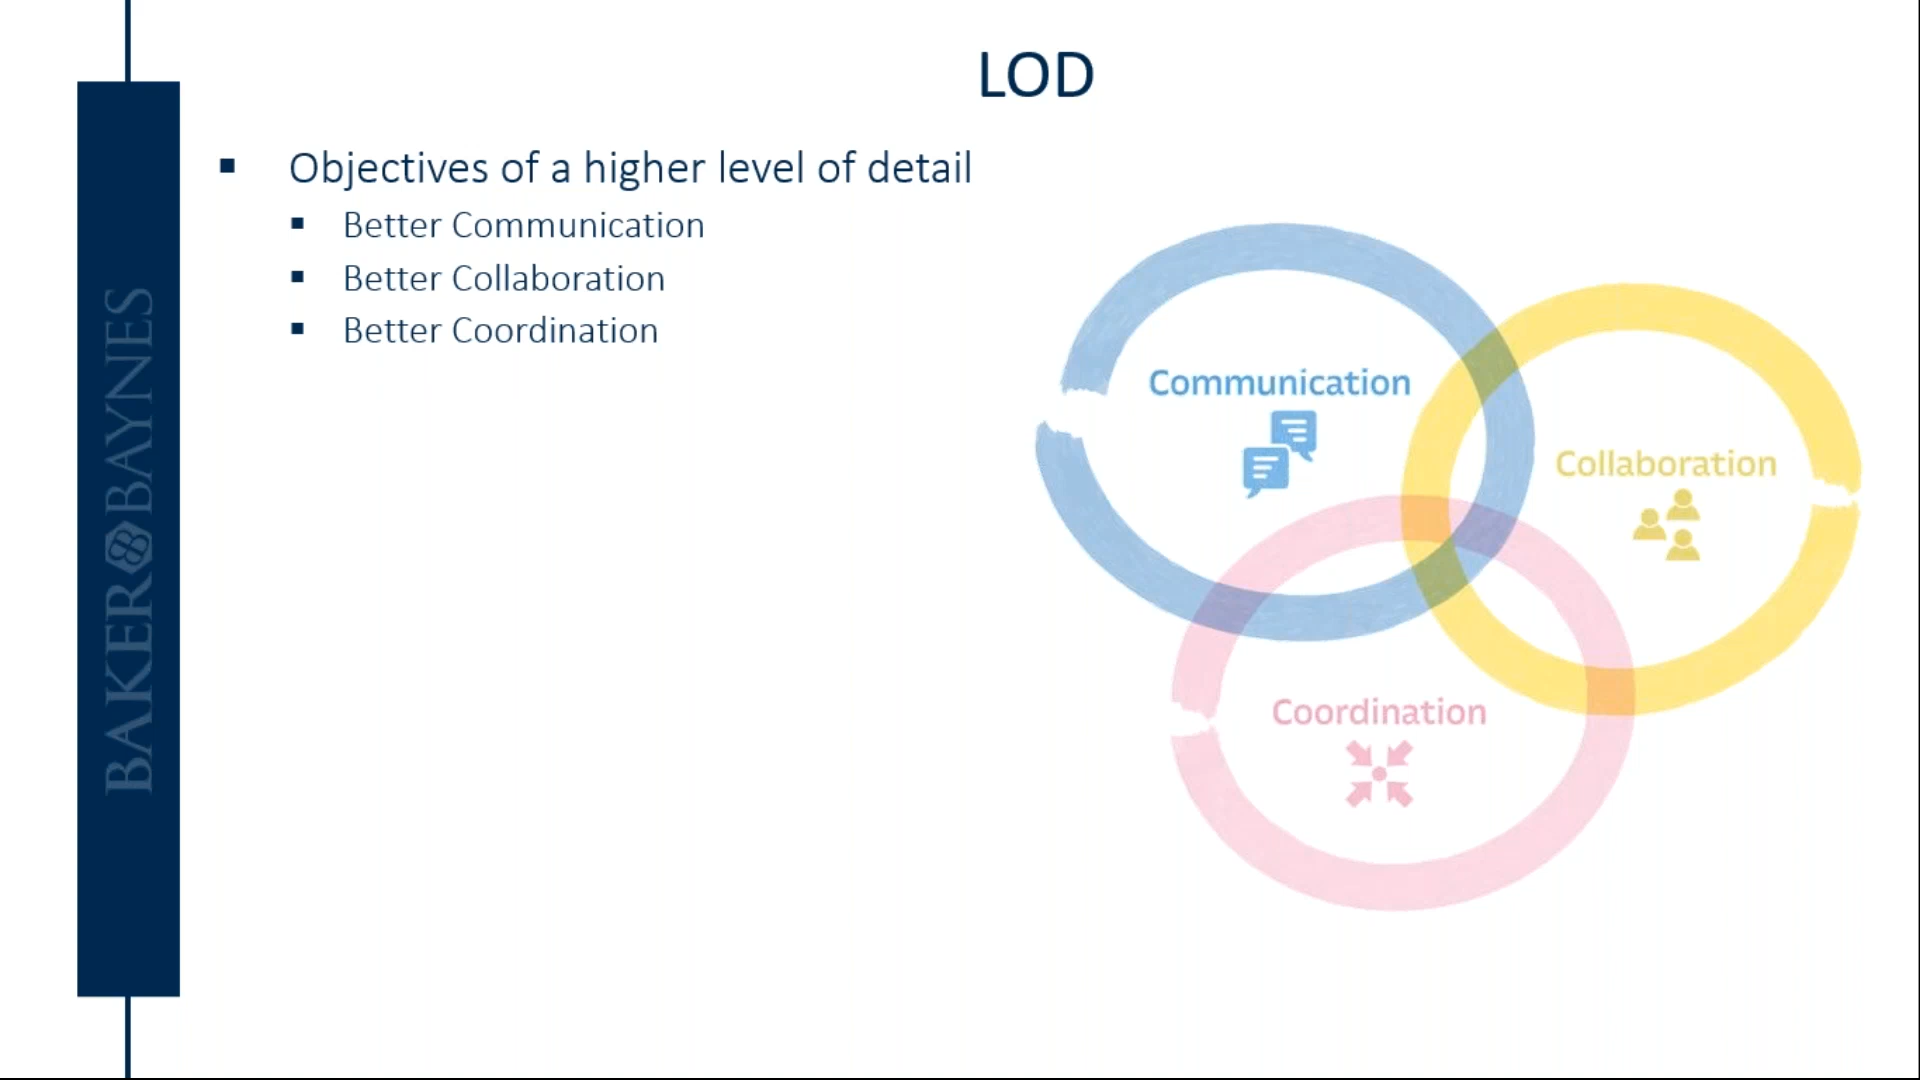 LOD
Objectives of a higher level of detail
Better Communication
Better Collaboration
Better Coordination
Communication
Collaboration
Coordination
BAKER BAYNES